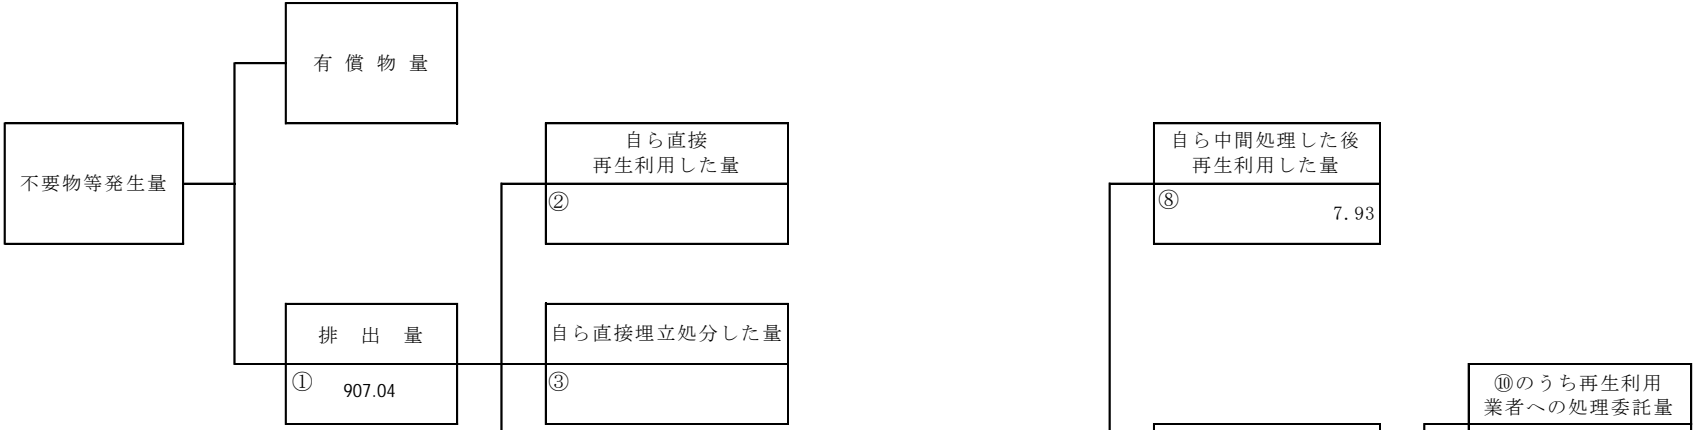 有償物量
不要物等発生量
自ら直接
再生利用した量
②
自ら中間処理した後
再生利用した量
⑧
7.93
排出量
①
907.04
自ら直接埋立処分した量
③
⑩のうち再生利用
業者への処理委託量